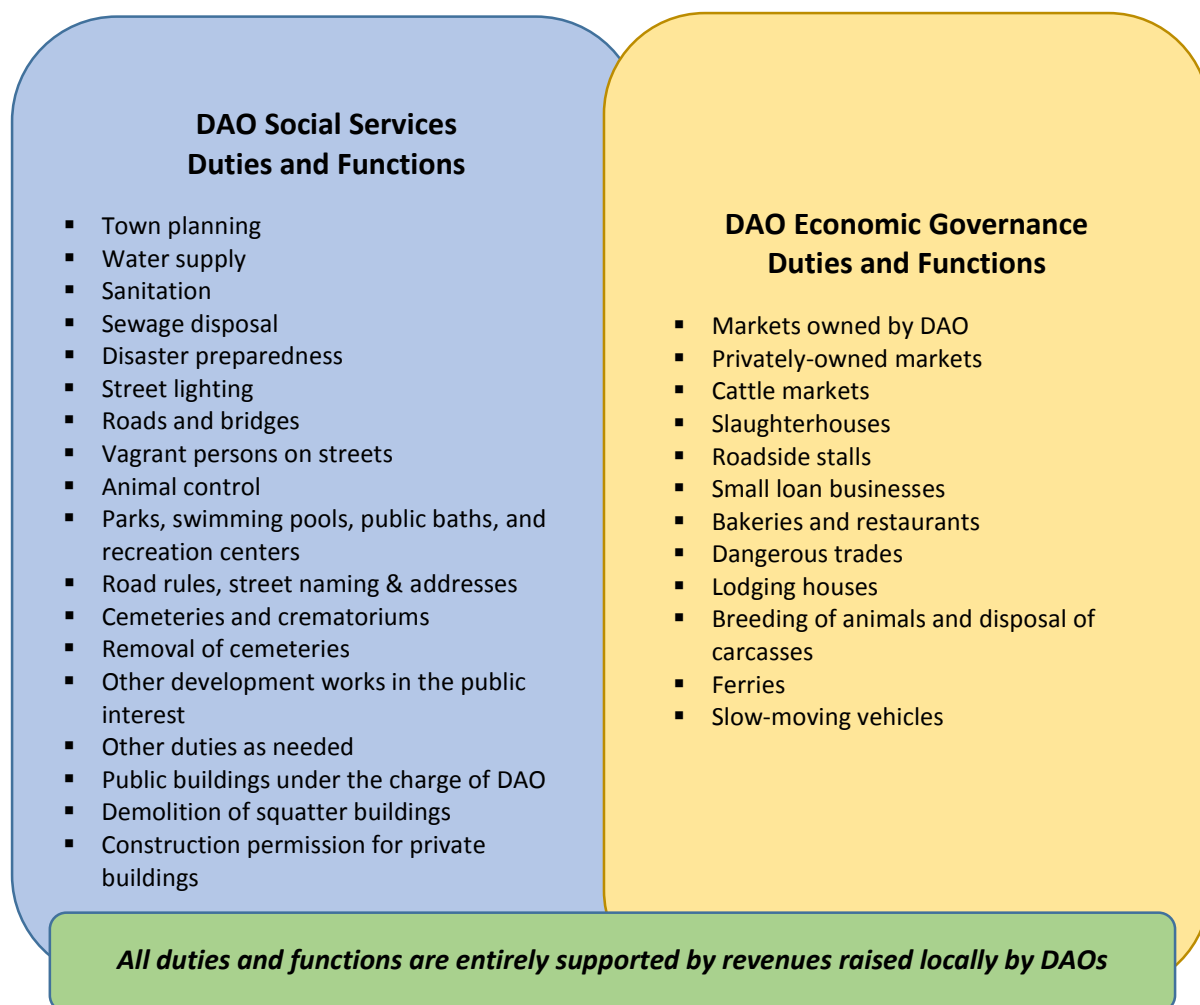 DAO Social Services
Duties and Functions
▪ Town planning
▪ Water supply
▪ Sanitation
▪ Sewage disposal
▪ Disaster preparedness
▪ Street lighting
▪ Roads and bridges
▪ Vagrant persons on streets
▪ Animal control
▪ Parks, swimming pools, public baths, and
recreation centers
▪ Road rules, street naming & addresses
▪ Cemeteries and crematoriums
▪ Removal of cemeteries
▪ Other development works in the public
interest
▪ Other duties as needed
▪ Public buildings under the charge of DAO
▪ Demolition of squatter buildings
▪ Construction permission for private
buildings
DAO Economic Governance
Duties and Functions
▪ Markets owned by DAO
▪ Privately-owned markets
▪ Cattle markets
▪ Slaughterhouses
▪ Roadside stalls
▪ Small loan businesses
▪ Bakeries and restaurants
▪ Dangerous trades
▪ Lodging houses
▪ Breeding of animals and disposal of
carcasses
▪ Ferries
▪ Slow-moving vehicles
All duties and functions are entirely supported by revenues raised locally by DAOs